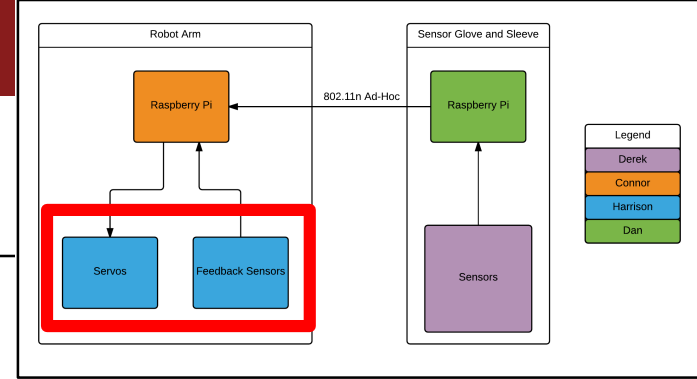 Robot Arm
Sensor Glove and Sleeve
Raspberry Pi
802.11n Ad-Hoc
Raspberry Pi
Legend
Derek
Connor
Harrison
Dan
Servos
Feedback Sensors
Sensors